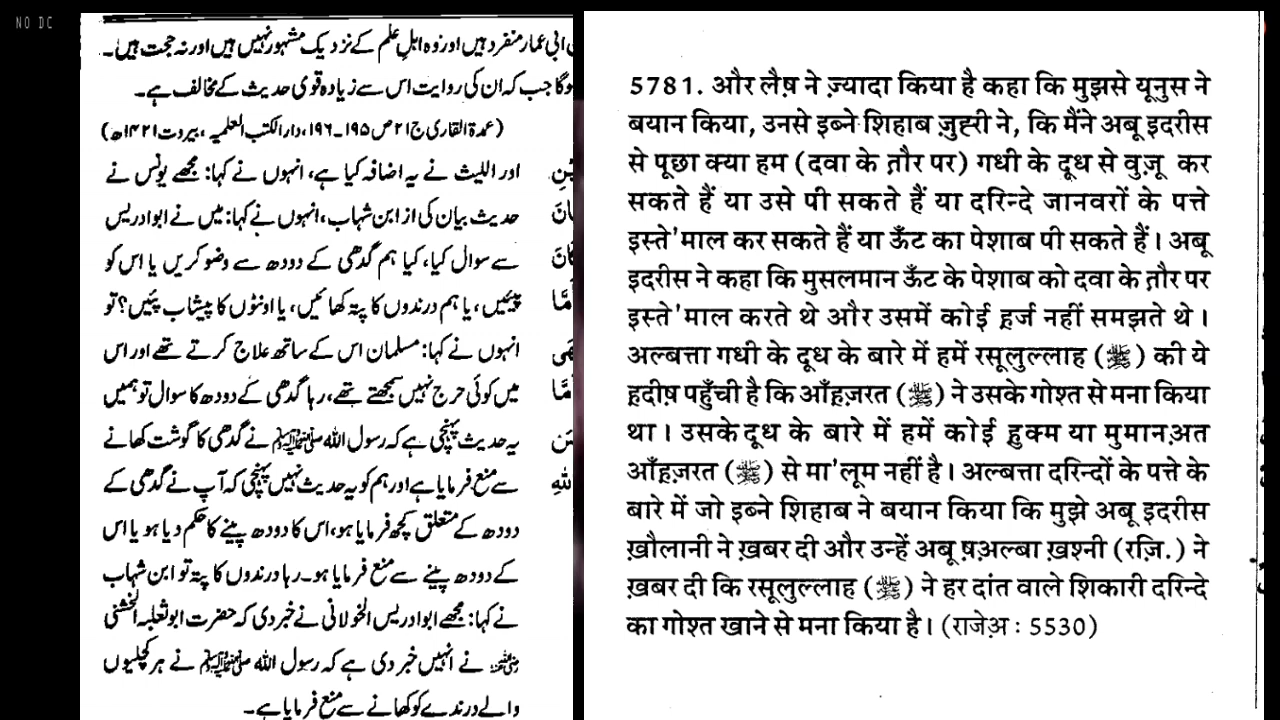 NO DC
ابی عمار منفرد ہیں اور نہ وہ اہلِ علم کے نزدیک مشہور نہیں ہیں اور نہ حجت ہیں۔
ہوگا جب کہ ان کی روایت اس سے زیادہ قوی حدیث کے مخالف ہے۔
(عمدۃ القاری ج ۲۱ ص ۱۹۵۔۱۹۶، دار الکتب العلمیہ، بیروت ۱۴۲۱ھ)
اور اللیث نے یہ اضافہ کیا ہے، انہوں نے کہا: مجھے یونس نے
حدیث بیان کی از ابن شہاب، انہوں نے کہا: میں نے ابوادریس
سے سوال کیا، کیا ہم گدھی کے دودھ سے وضو کریں یا اس کو
پیئیں، یا ہم درندوں کا پتہ کھائیں، یا اونٹوں کا پیشاب پئیں؟ تو
انہوں نے کہا: مسلمان اس کے ساتھ علاج کرتے تھے اور اس
میں کوئی حرج نہیں سمجھتے تھے، رہا گدھی کے دودھ کا سوال تو ہمیں
یہ حدیث پہنچی ہے کہ رسول اللہ ﷺ نے گدھی کا گوشت کھانے
سے منع فرمایا ہے اور ہم کو یہ حدیث نہیں پہنچی کہ آپ نے گدھی کے
دودھ کے متعلق کچھ فرمایا ہو، اس کا دودھ پینے کا حکم دیا ہو یا اس
کے دودھ پینے سے منع فرمایا ہو۔ رہا درندوں کا پتہ تو ابن شہاب
نے کہا: مجھے ابوادریس الخولانی نے خبر دی کہ حضرت ابوثعلبہ الخشنی
نے انہیں خبر دی ہے کہ رسول اللہ ﷺ نے ہر کچلیوں
والے درندے کو کھانے سے منع فرمایا ہے۔
5781. और लैष़ ने ज़्यादा किया है कहा कि मुझसे यूनुस ने
बयान किया, उनसे इब्ने शिहाब ज़ुह्री ने, कि मैंने अबू इदरीस
से पूछा क्या हम (दवा के त़ौर पर) गधी के दूध से वुज़ू कर
सकते हैं या उसे पी सकते हैं या दरिन्दे जानवरों के पत्ते
इस्ते'माल कर सकते हैं या ऊँट का पेशाब पी सकते हैं। अबू
इदरीस ने कहा कि मुसलमान ऊँट के पेशाब को दवा के त़ौर पर
इस्ते'माल करते थे और उसमें कोई ह़र्ज नहीं समझते थे।
अल्बत्ता गधी के दूध के बारे में हमें रसूलुल्लाह (ﷺ) की ये
ह़दीष़ पहुँची है कि आँह़ज़रत (ﷺ) ने उसके गोश्त से मना किया
था। उसके दूध के बारे में हमें कोई हुक्म या मुमानअ़त
आँह़ज़रत (ﷺ) से मा'लूम नहीं है। अल्बत्ता दरिन्दों के पत्ते के
बारे में जो इब्ने शिहाब ने बयान किया कि मुझे अबू इदरीस
ख़ौलानी ने ख़बर दी और उन्हें अबू ष़अ़ल्बा ख़श्नी (रज़ि.) ने
ख़बर दी कि रसूलुल्लाह (ﷺ) ने हर दांत वाले शिकारी दरिन्दे
का गोश्त खाने से मना किया है। (राजेअ़ : 5530)